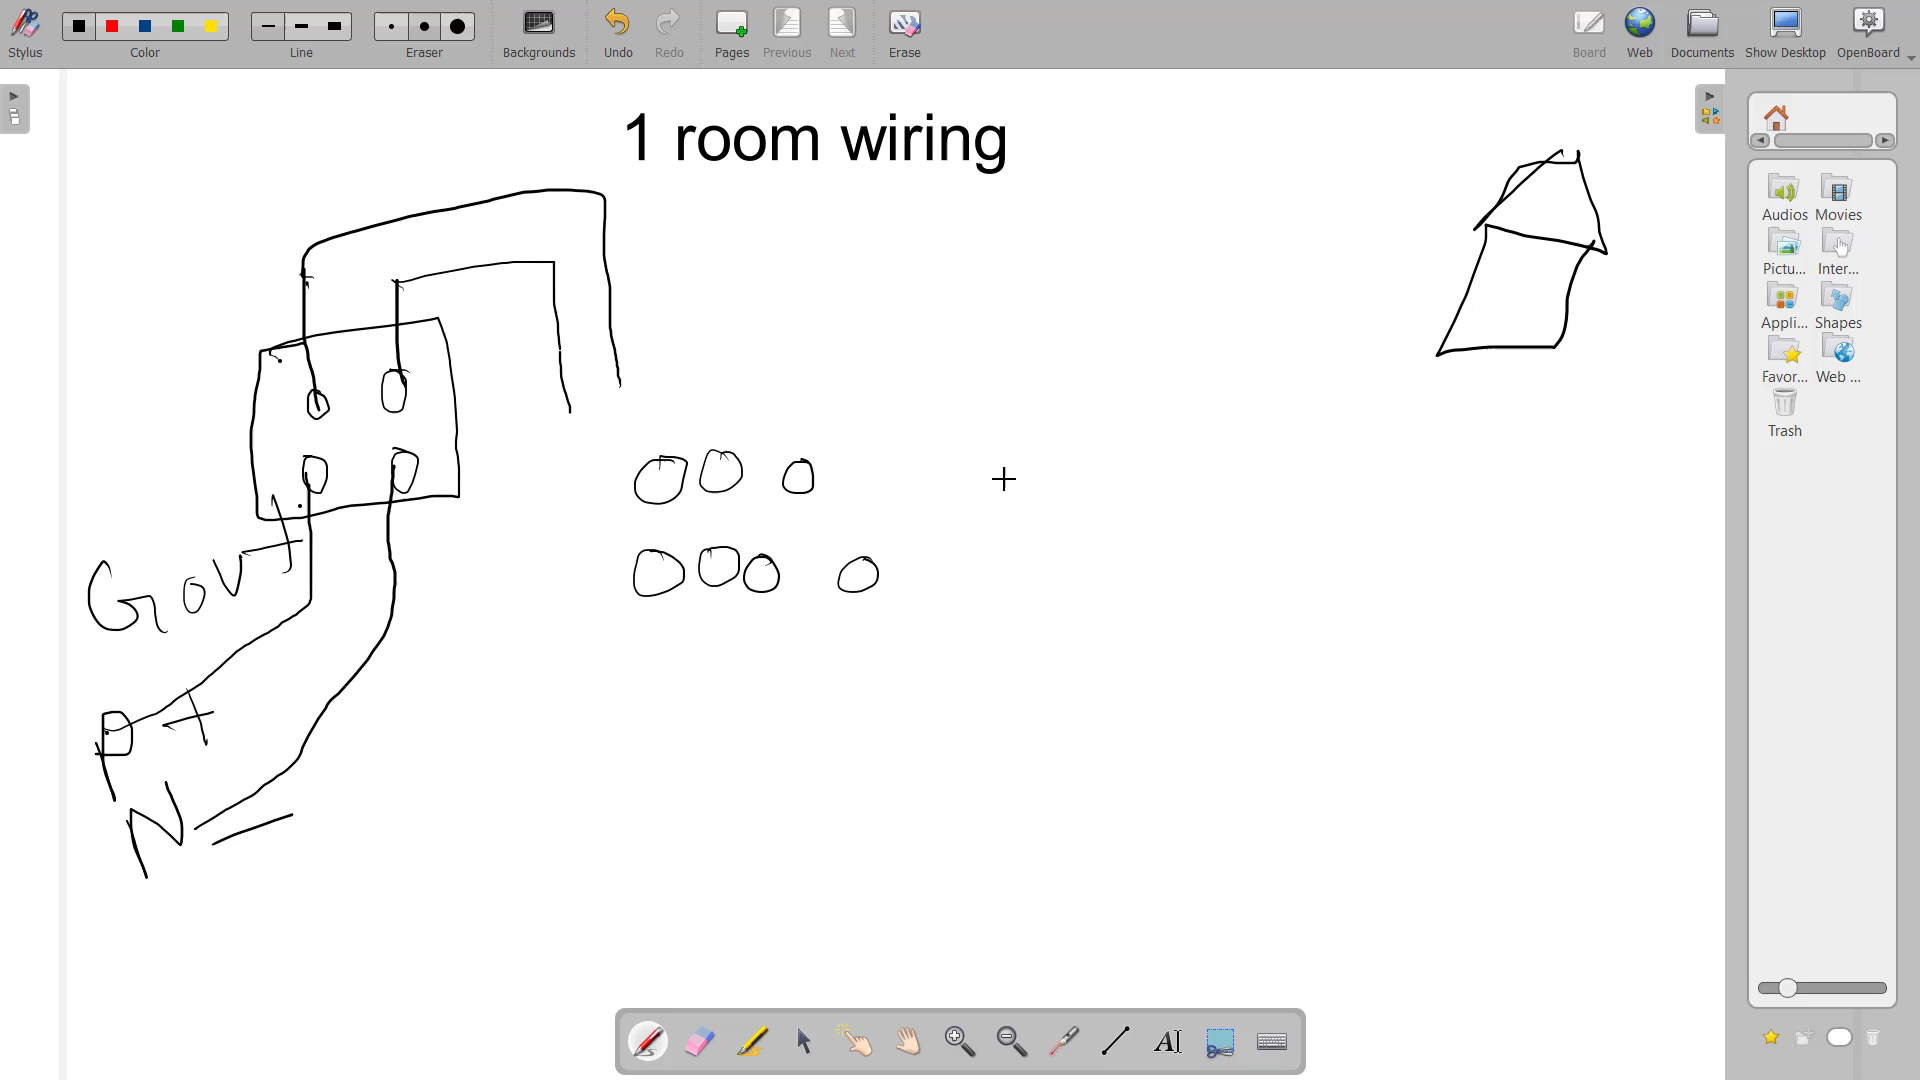 Stylus Color Line Eraser Backgrounds Undo Redo Pages Previous Next Erase Board Web Documents Show Desktop OpenBoard
1 room wiring
Audios Movies
Pictu... Inter...
Appli... Shapes
Favor... Web ...
Trash
N